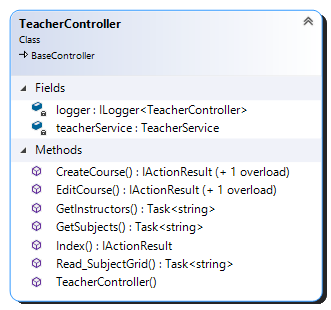 TeacherController
Class
→ BaseController
Fields
logger : ILogger<TeacherController>
teacherService : TeacherService
Methods
CreateCourse() : IActionResult (+ 1 overload)
EditCourse() : IActionResult (+ 1 overload)
GetInstructors() : Task<string>
GetSubjects() : Task<string>
Index() : IActionResult
Read_SubjectGrid() : Task<string>
TeacherController()